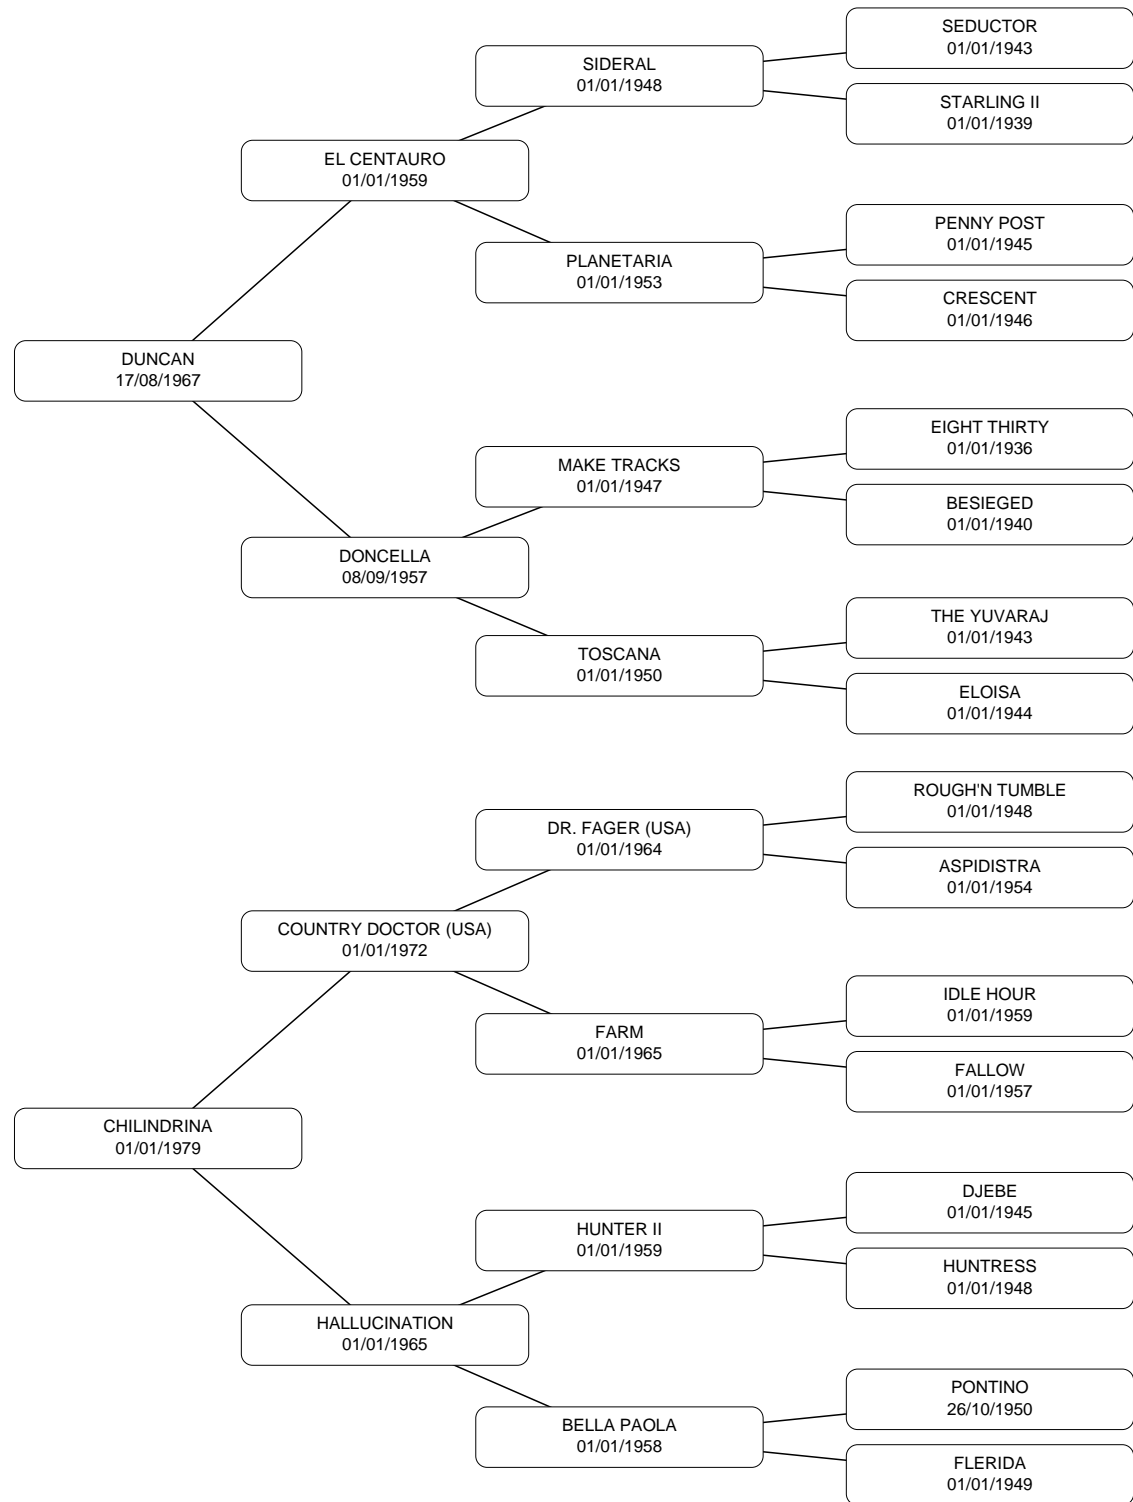 SEDUCTOR
01/01/1943
SIDERAL
01/01/1948
STARLING II
01/01/1939
EL CENTAURO
01/01/1959
PENNY POST
01/01/1945
PLANETARIA
01/01/1953
CRESCENT
01/01/1946
DUNCAN
17/08/1967
EIGHT THIRTY
01/01/1936
MAKE TRACKS
01/01/1947
BESIEGED
01/01/1940
DONCELLA
08/09/1957
THE YUVARAJ
01/01/1943
TOSCANA
01/01/1950
ELOISA
01/01/1944
ROUGH'N TUMBLE
01/01/1948
DR. FAGER (USA)
01/01/1964
ASPIDISTRA
01/01/1954
COUNTRY DOCTOR (USA)
01/01/1972
IDLE HOUR
01/01/1959
FARM
01/01/1965
FALLOW
01/01/1957
CHILINDRINA
01/01/1979
DJEBE
01/01/1945
HUNTER II
01/01/1959
HUNTRESS
01/01/1948
HALLUCINATION
01/01/1965
PONTINO
26/10/1950
BELLA PAOLA
01/01/1958
FLERIDA
01/01/1949